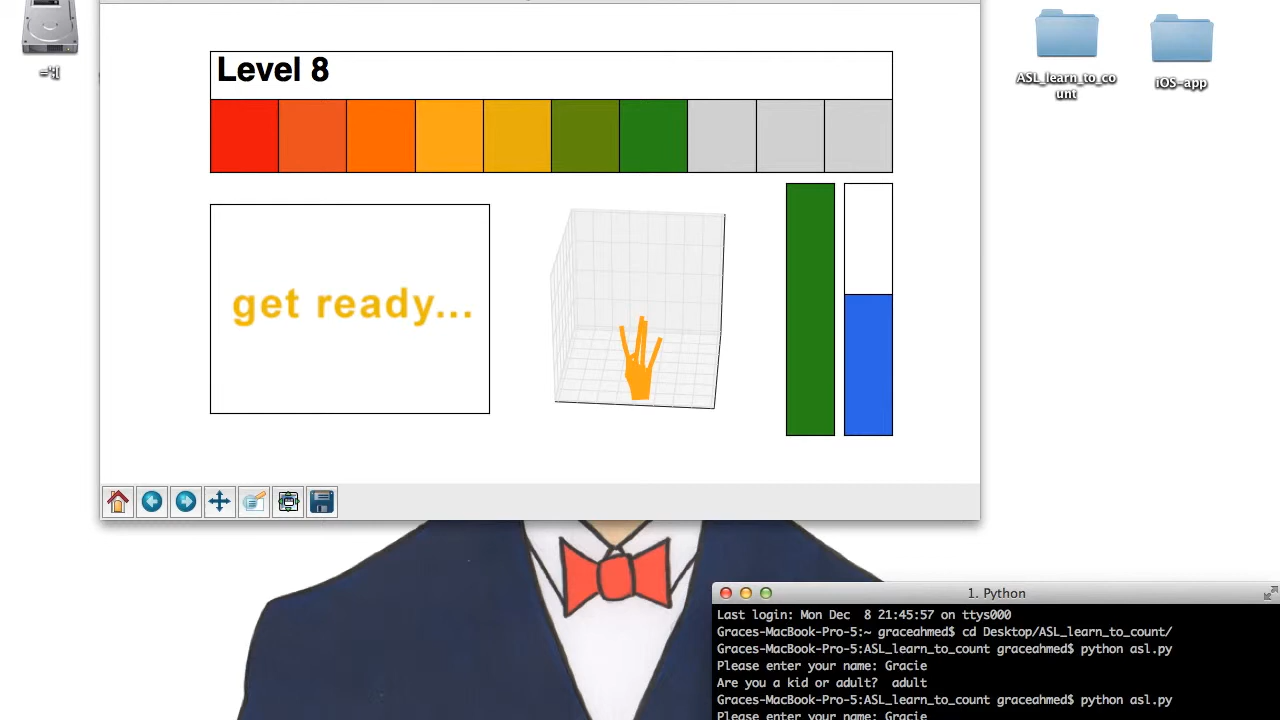 ='[
ASL_learn_to_co
unt
iOS-app
Level 8
get ready...
1. Python
Last login: Mon Dec  8 21:45:57 on ttys000
Graces-MacBook-Pro-5:~ graceahmed$ cd Desktop/ASL_learn_to_count/
Graces-MacBook-Pro-5:ASL_learn_to_count graceahmed$ python asl.py
Please enter your name: Gracie
Are you a kid or adult?  adult
Graces-MacBook-Pro-5:ASL_learn_to_count graceahmed$ python asl.py
Please enter your name: Gracie